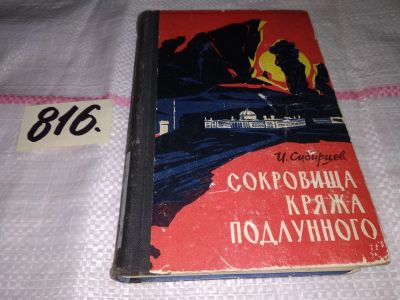 816.
И. Сибирцев
СОКРОВИЩА
КРЯЖА
ПОДЛУННОГО